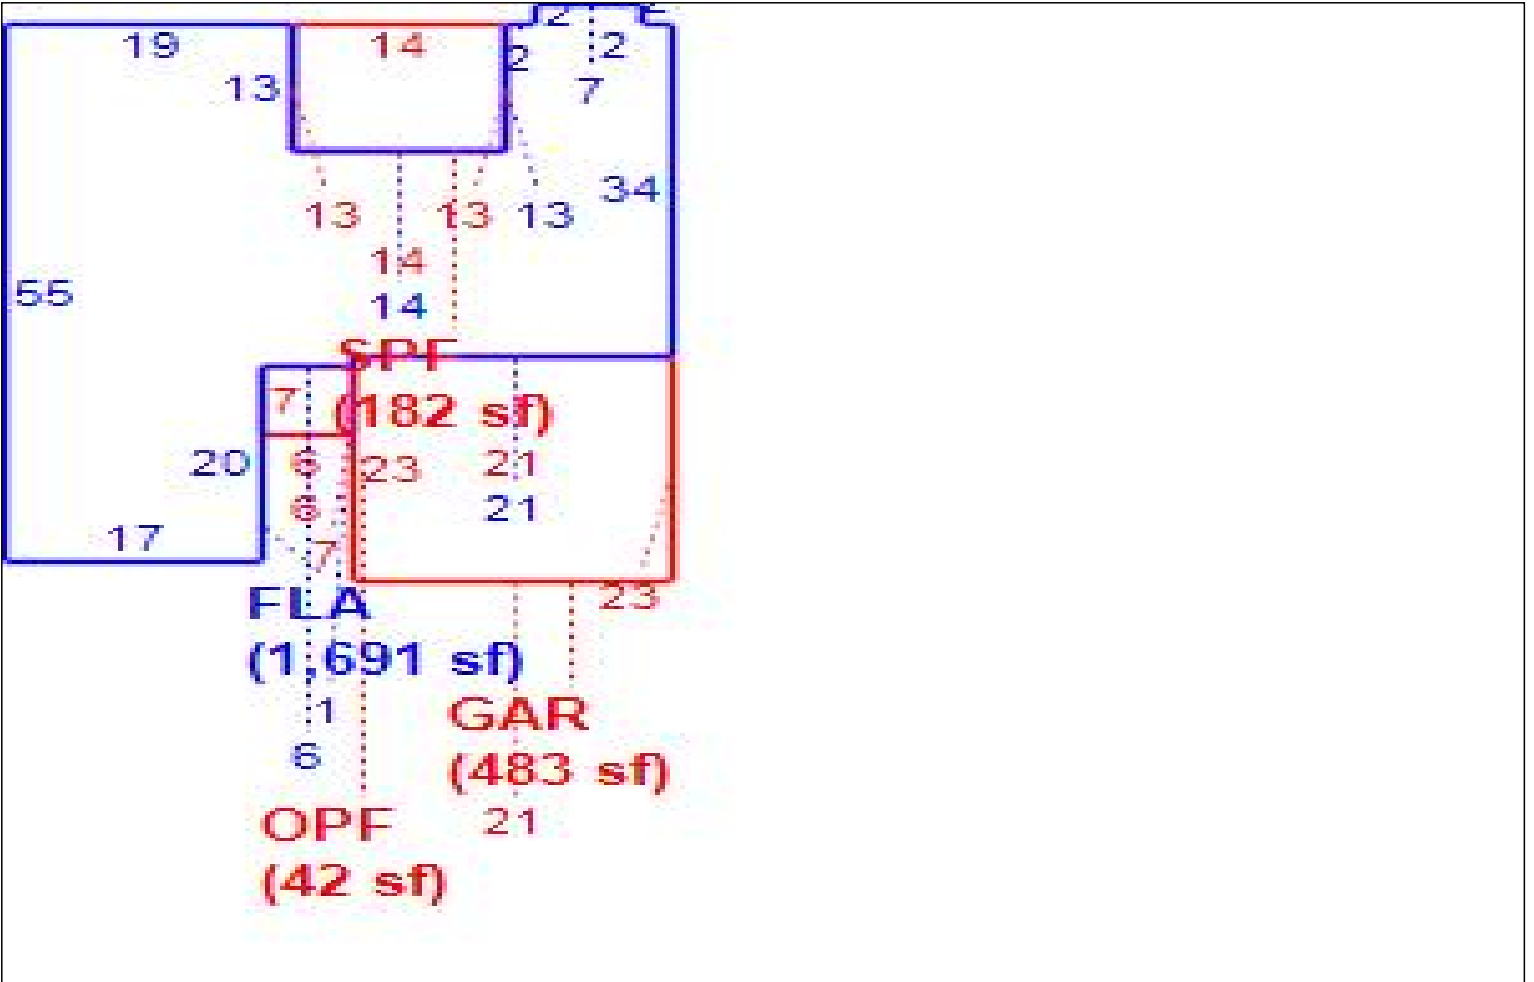 2 2
19 14 2 2
13 7
34
13 13 13
14
55
14
SPF
7 (182 sf)
20 6 23 21
6 21
17 7
FLA 23
(1,691 sf)
1 GAR
6 (483 sf)
OPF 21
(42 sf)